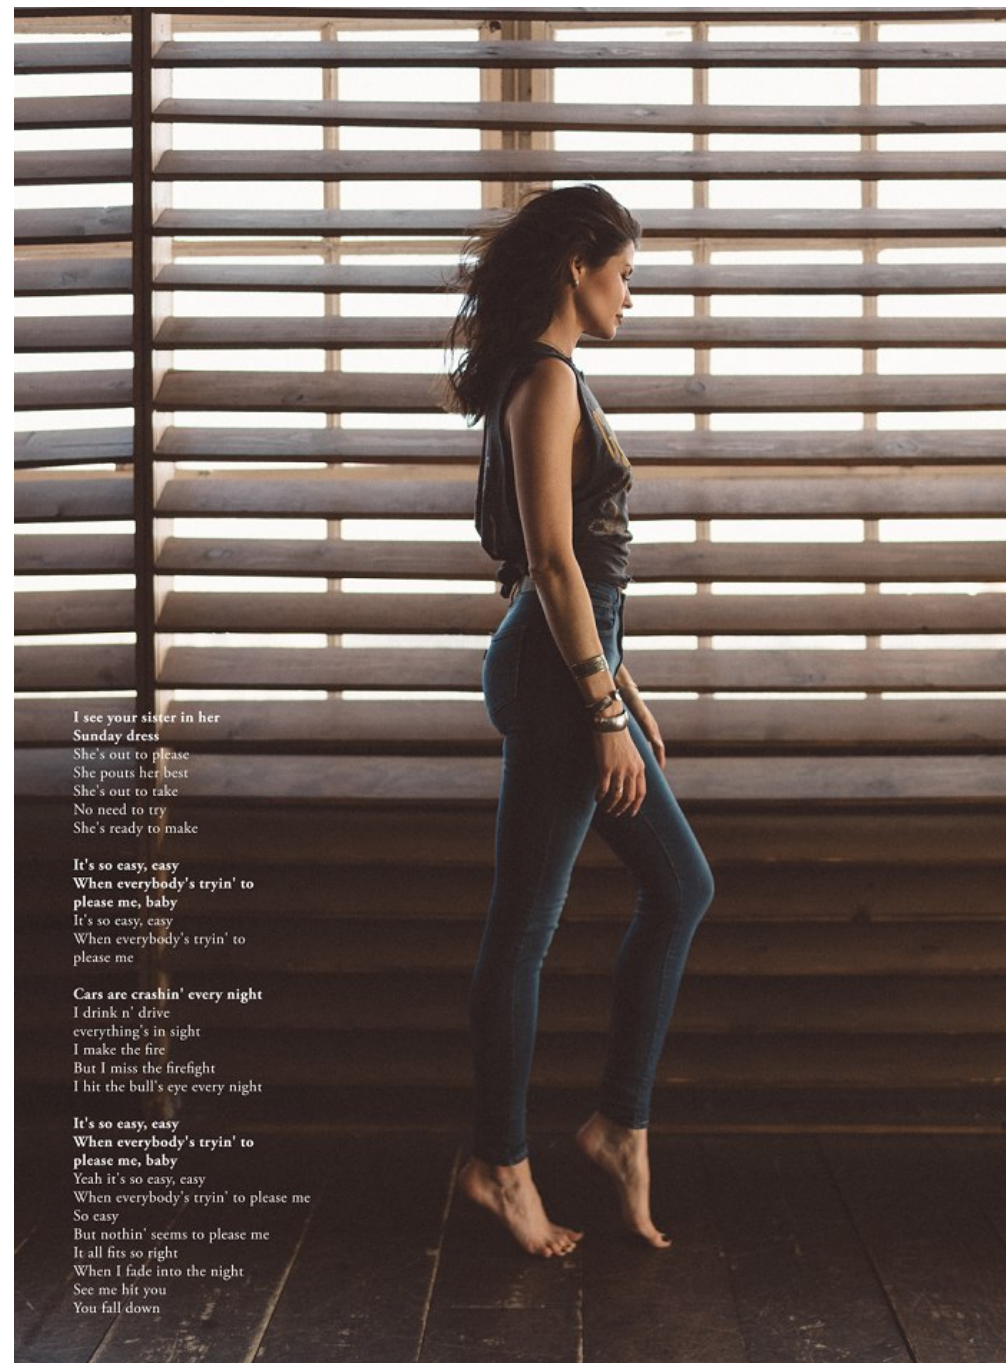 I see your sister in her
Sunday dress
She's out to please
She pouts her best
She's out to take
No need to try
She's ready to make
It's so easy, easy
When everybody's tryin' to
please me, baby
It's so easy, easy
When everybody's tryin' to
please me
Cars are crashin' every night
I drink n' drive
everything's in sight
I make the fire
But I miss the firefight
I hit the bull's eye every night
It's so easy, easy
When everybody's tryin' to
please me, baby
Yeah it's so easy, easy
When everybody's tryin' to please me
So easy
But nothin' seems to please me
It all fits so right
When I fade into the night
See me hit you
You fall down